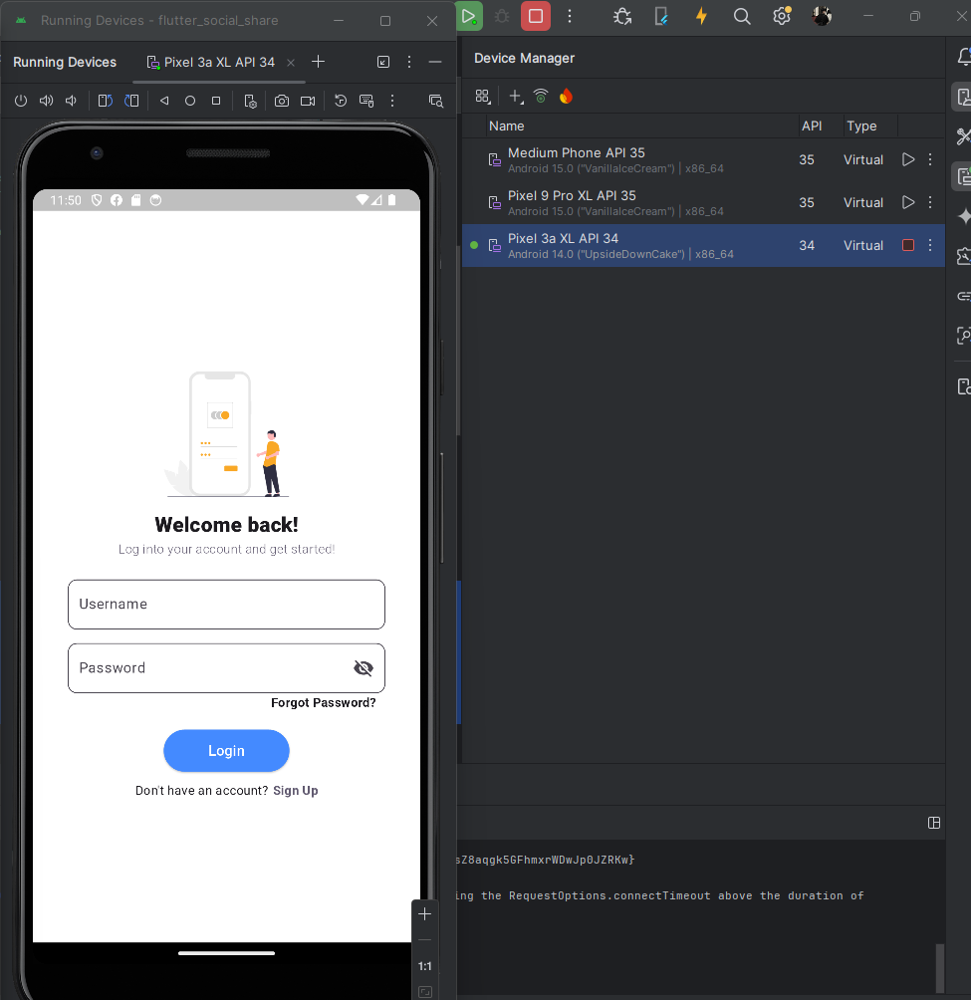 Running Devices - flutter_social_share
Running Devices
Pixel 3a XL API 34
11:50
Welcome back!
Log into your account and get started!
Username
Password
Forgot Password?
Login
Don't have an account? Sign Up
1:1
Device Manager
Name API Type
Medium Phone API 35
Android 15.0 ("VanillaIceCream") | x86_64
35 Virtual
Pixel 9 Pro XL API 35
Android 15.0 ("VanillaIceCream") | x86_64
35 Virtual
Pixel 3a XL API 34
Android 14.0 ("UpsideDownCake") | x86_64
34 Virtual
sZ8aqgk5GFhmxrWDwJp0JZRKw}
ing the RequestOptions.connectTimeout above the duration of